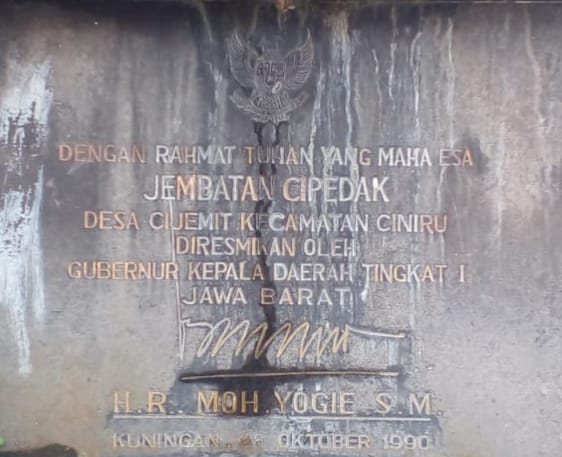 DENGAN RAHMAT TUHAN YANG MAHA ESA
JEMBATAN CIPEDAK
DESA CIJEMIT KECAMATAN CINIRU
DIRESMIKAN OLEH
GUBERNUR KEPALA DAERAH TINGKAT I
JAWA BARAT
H.R. MOH.YOGIE .S.M.
KUNINGAN, 28 OKTOBER 1990